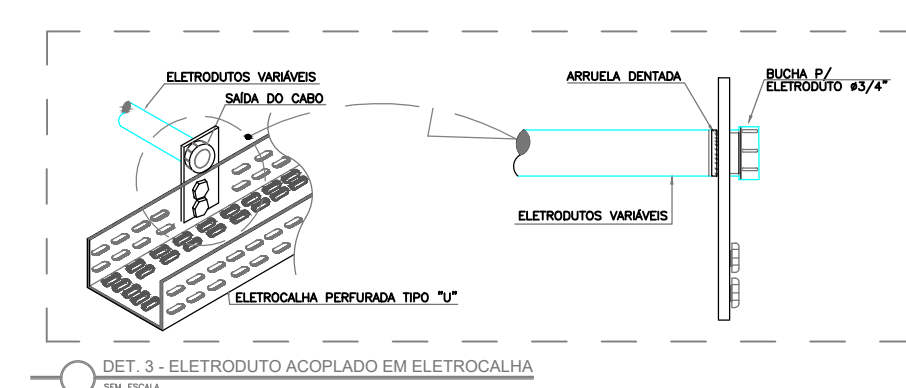 ELETRODUTOS VARIÁVEIS
SAÍDA DO CABO
ELETROCALHA PERFURADA TIPO "U"
ARRUELA DENTADA
BUCHA P/
ELETRODUTO ø3/4"
ELETRODUTOS VARIÁVEIS
DET. 3 - ELETRODUTO ACOPLADO EM ELETROCALHA
SEM ESCALA